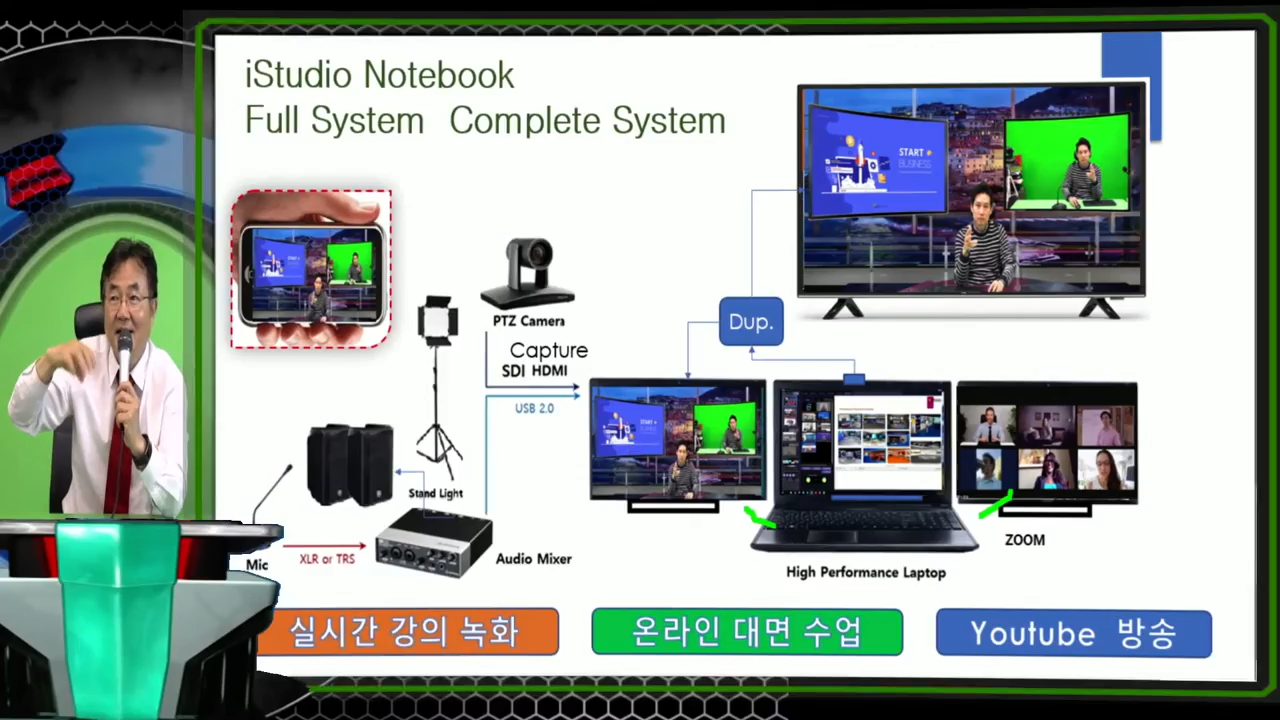 iStudio Notebook
Full System Complete System
START
BUSINESS
PTZ Camera
Capture
SDI HDMI
USB 2.0
Dup.
Stand Light
Mic
XLR or TRS
Audio Mixer
High Performance Laptop
ZOOM
실시간 강의 녹화
온라인 대면 수업
Youtube 방송